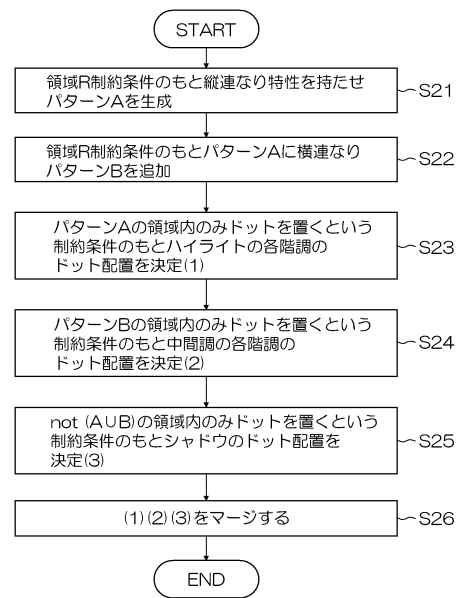 START
領域R制約条件のもと縦連なり特性を持たせ
パターンAを生成
S21
領域R制約条件のもとパターンAに横連なり
パターンBを追加
S22
パターンAの領域内のみドットを置くという
制約条件のもとハイライトの各階調の
ドット配置を決定(1)
S23
パターンBの領域内のみドットを置くという
制約条件のもと中間調の各階調の
ドット配置を決定(2)
S24
not (A∪B)の領域内のみドットを置くという
制約条件のもとシャドウのドット配置を
決定(3)
S25
(1)(2)(3)をマージする
S26
END